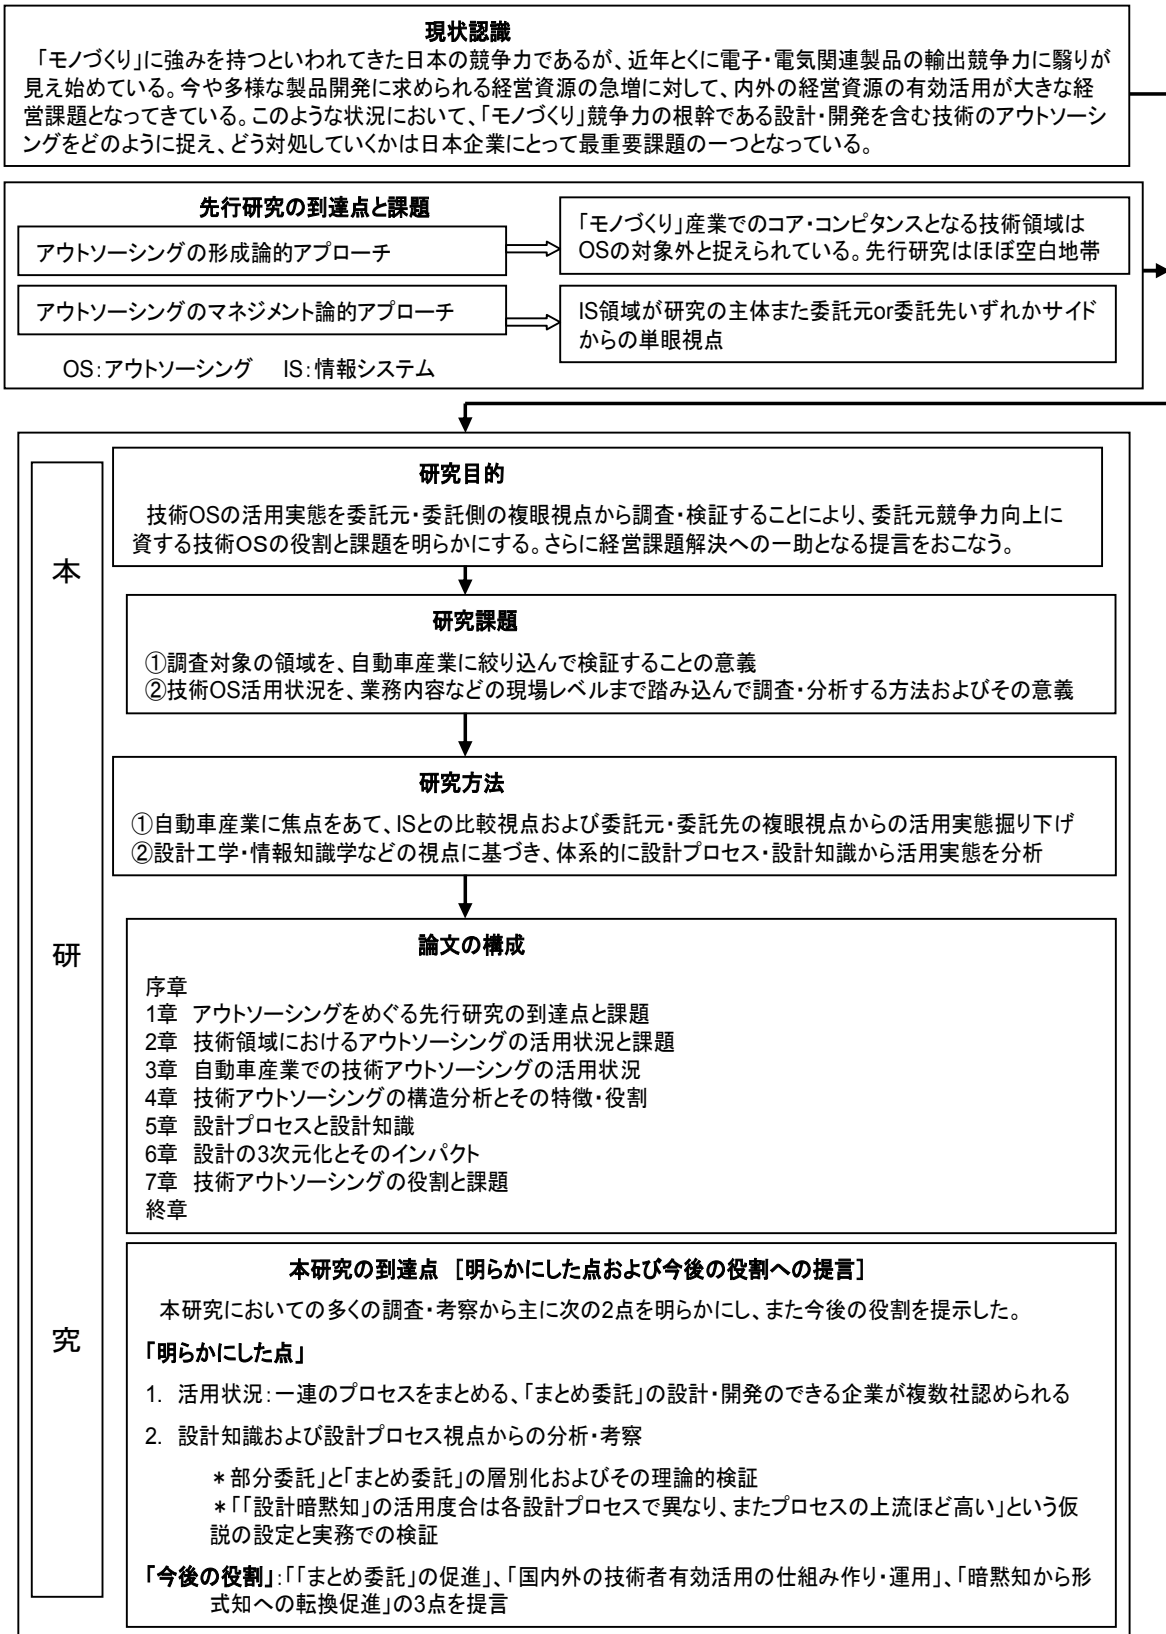 現状認識
「モノづくり」に強みを持つといわれてきた日本の競争力であるが、近年とくに電子・電気関連製品の輸出競争力に翳りが
見え始めている。今や多様な製品開発に求められる経営資源の急増に対して、内外の経営資源の有効活用が大きな経
営課題となってきている。このような状況において、「モノづくり」競争力の根幹である設計・開発を含む技術のアウトソーシ
ングをどのように捉え、どう対処していくかは日本企業にとって最重要課題の一つとなっている。
先行研究の到達点と課題
アウトソーシングの形成論的アプローチ
「モノづくり」産業でのコア・コンピタンスとなる技術領域は
OSの対象外と捉えられている。先行研究はほぼ空白地帯
アウトソーシングのマネジメント論的アプローチ
IS領域が研究の主体また委託元or委託先いずれかサイド
からの単眼視点
OS:アウトソーシング IS:情報システム
本
研
究
研究目的
技術OSの活用実態を委託元・委託側の複眼視点から調査・検証することにより、委託元競争力向上に
資する技術OSの役割と課題を明らかにする。さらに経営課題解決への一助となる提言をおこなう。
研究課題
①調査対象の領域を、自動車産業に絞り込んで検証することの意義
②技術OS活用状況を、業務内容などの現場レベルまで踏み込んで調査・分析する方法およびその意義
研究方法
①自動車産業に焦点をあて、ISとの比較視点および委託元・委託先の複眼視点からの活用実態掘り下げ
②設計工学・情報知識学などの視点に基づき、体系的に設計プロセス・設計知識から活用実態を分析
論文の構成
序章
1章 アウトソーシングをめぐる先行研究の到達点と課題
2章 技術領域におけるアウトソーシングの活用状況と課題
3章 自動車産業での技術アウトソーシングの活用状況
4章 技術アウトソーシングの構造分析とその特徴・役割
5章 設計プロセスと設計知識
6章 設計の3次元化とそのインパクト
7章 技術アウトソーシングの役割と課題
終章
本研究の到達点 [明らかにした点および今後の役割への提言]
本研究においての多くの調査・考察から主に次の2点を明らかにし、また今後の役割を提示した。
「明らかにした点」
1. 活用状況:一連のプロセスをまとめる、「まとめ委託」の設計・開発のできる企業が複数社認められる
2. 設計知識および設計プロセス視点からの分析・考察
＊部分委託」と「まとめ委託」の層別化およびその理論的検証
＊「「設計暗黙知」の活用度合は各設計プロセスで異なり、またプロセスの上流ほど高い」という仮
説の設定と実務での検証
「今後の役割」:「「まとめ委託」の促進」、「国内外の技術者有効活用の仕組み作り・運用」、「暗黙知から形
式知への転換促進」の3点を提言